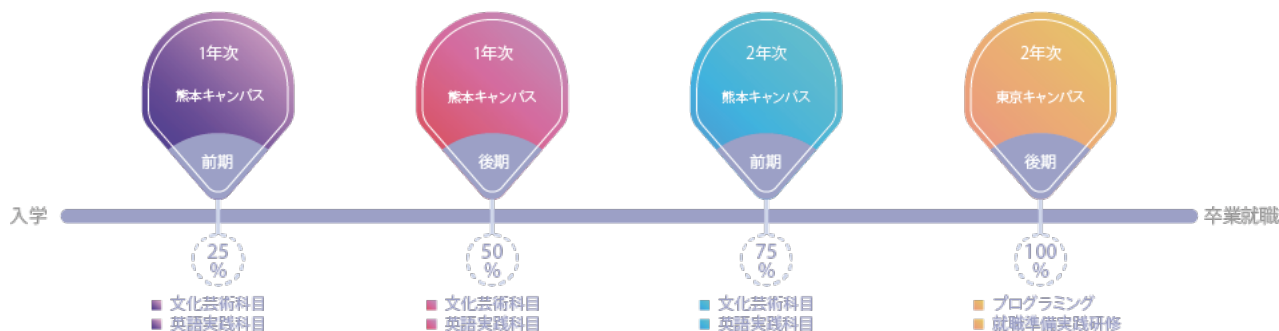 1年次
熊本キャンパス
前期
1年次
熊本キャンパス
後期
2年次
熊本キャンパス
前期
2年次
東京キャンパス
後期
入学
卒業就職
25
%
50
%
75
%
100
%
文化芸術科目
英語実践科目
文化芸術科目
英語実践科目
文化芸術科目
英語実践科目
プログラミング
就職準備実践研修